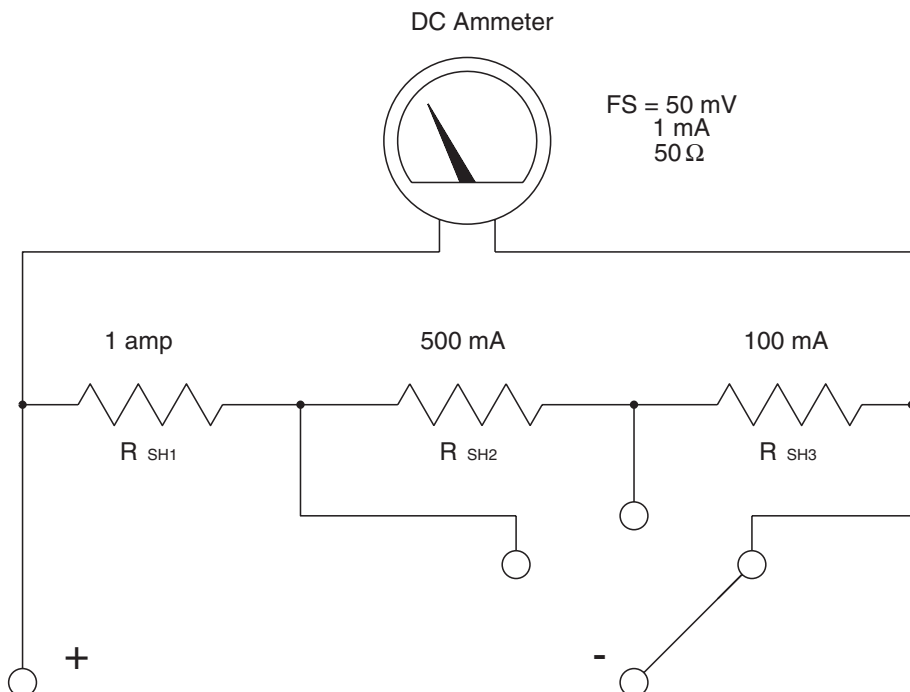 DC Ammeter
FS = 50 mV
1 mA
50 Ω
1 amp
500 mA
100 mA
R SH1
R SH2
R SH3
+
-